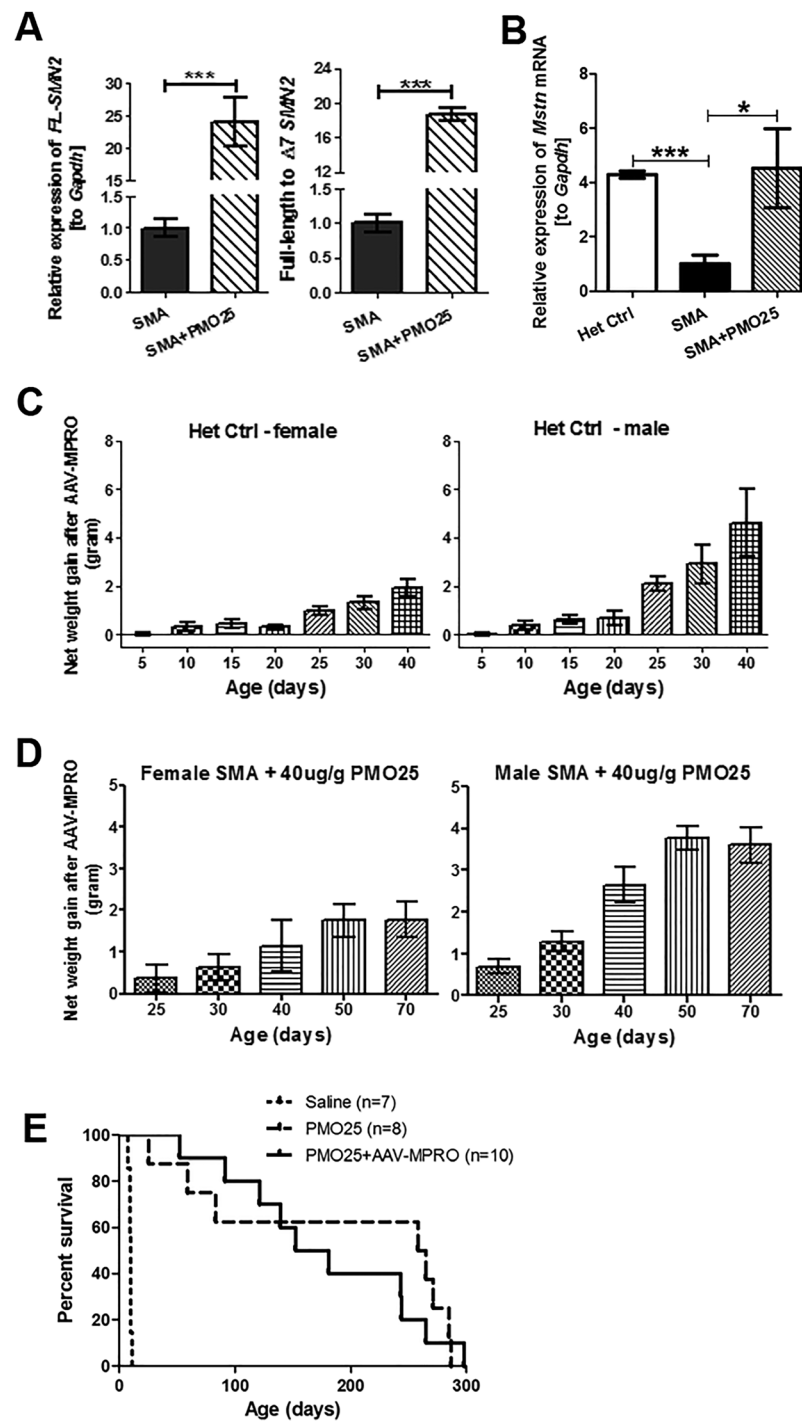 A
Relative expression of FL-SMN2
[to Gapdh]
30
25
20
15
1.5
1.0
0.5
0.0
***
SMA
SMA+PMO25
Full-length to Δ7 SMN2
24
20
16
12
1.5
1.0
0.5
0.0
***
SMA
SMA+PMO25
B
Relative expression of Mstn mRNA
[to Gapdh]
8
6
4
2
0
***
*
Het Ctrl
SMA
SMA+PMO25
C
Net weight gain after AAV-MPRO
(gram)
Het Ctrl - female
8
6
4
2
0
5 10 15 20 25 30 40
Age (days)
Het Ctrl - male
8
6
4
2
0
5 10 15 20 25 30 40
Age (days)
D
Net weight gain after AAV-MPRO
(gram)
Female SMA + 40ug/g PMO25
5
4
3
2
1
0
25 30 40 50 70
Age (days)
Male SMA + 40ug/g PMO25
5
4
3
2
1
0
25 30 40 50 70
Age (days)
E
Saline (n=7)
PMO25 (n=8)
PMO25+AAV-MPRO (n=10)
Percent survival
100
80
60
40
20
0
0 100 200 300
Age (days)